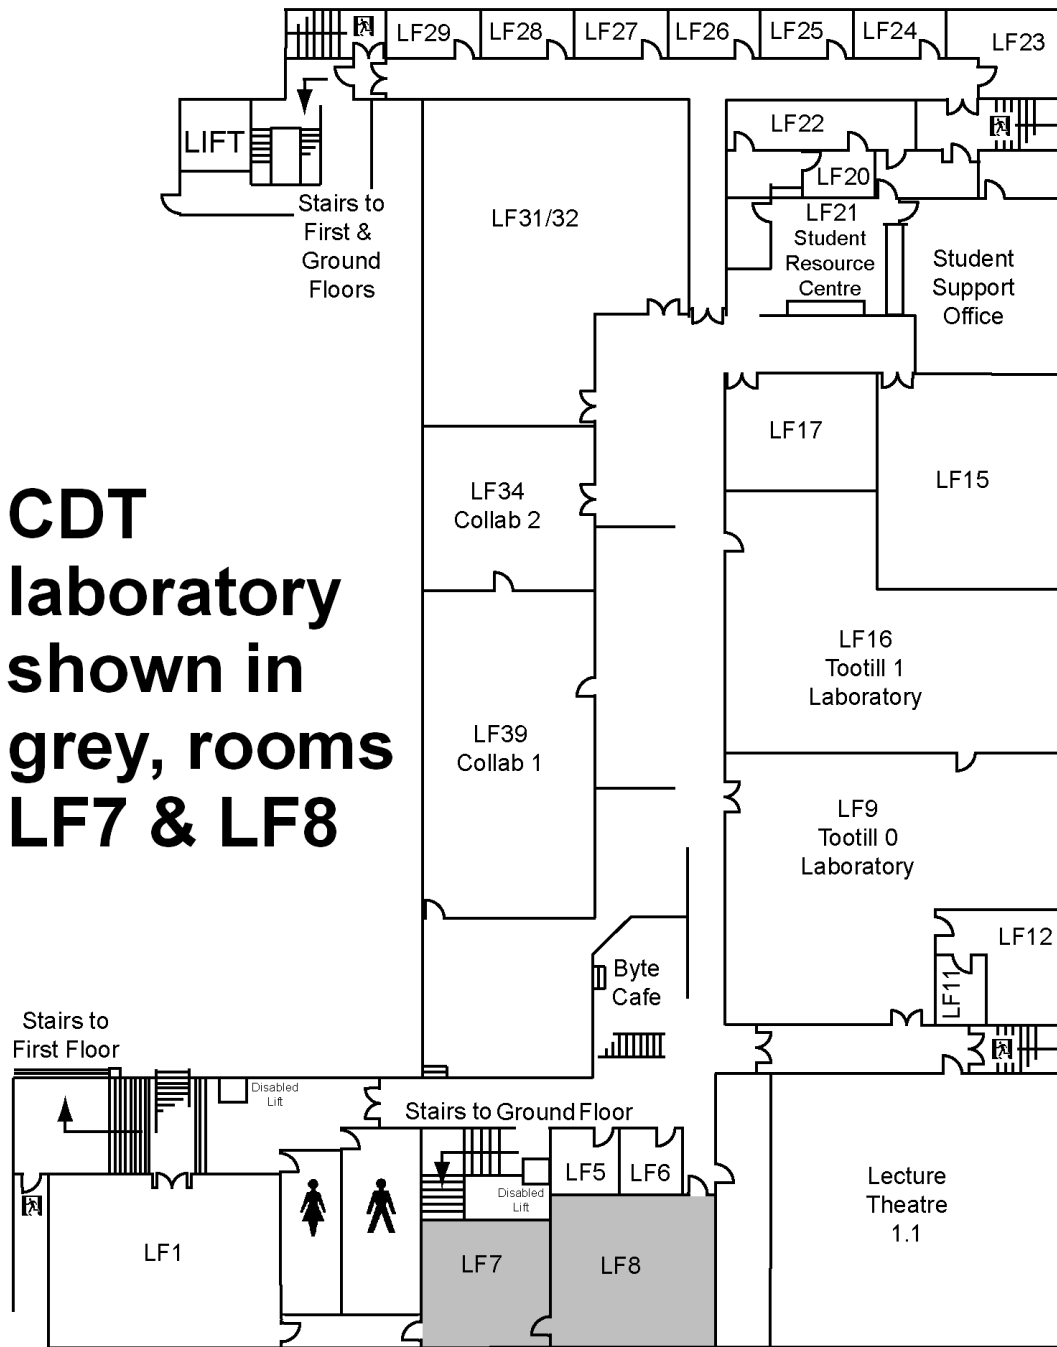 LF29
LF28
LF27
LF26
LF25
LF24
LF23
LIFT
LF22
LF20
Stairs to
First &
Ground
Floors
LF31/32
LF21
Student
Resource
Centre
Student
Support
Office
LF17
LF15
LF34
Collab 2
CDT
laboratory
shown in
grey, rooms
LF7 & LF8
LF16
Tootill 1
Laboratory
LF39
Collab 1
LF9
Tootill 0
Laboratory
LF12
LF11
Byte
Cafe
Stairs to
First Floor
Disabled
Lift
Stairs to Ground Floor
LF5
LF6
Disabled
Lift
Lecture
Theatre
1.1
LF1
LF7
LF8